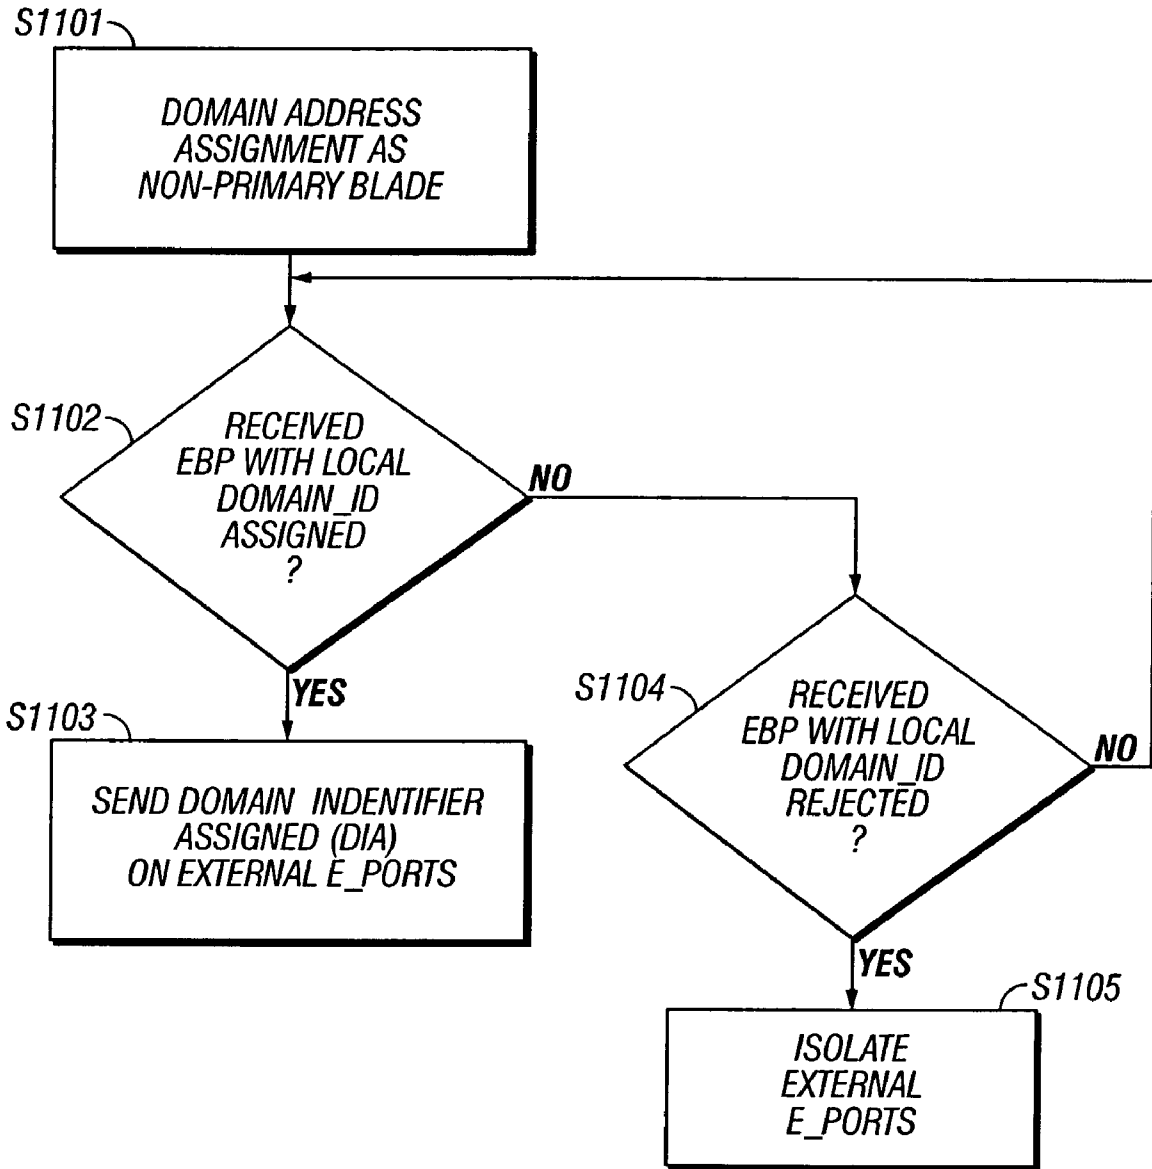 S1101
DOMAIN ADDRESS
ASSIGNMENT AS
NON-PRIMARY BLADE
S1102
RECEIVED
EBP WITH LOCAL
DOMAIN_ID
ASSIGNED
?
NO
YES
S1103
SEND DOMAIN INDENTIFIER
ASSIGNED (DIA)
ON EXTERNAL E_PORTS
S1104
RECEIVED
EBP WITH LOCAL
DOMAIN_ID
REJECTED
?
NO
YES
S1105
ISOLATE
EXTERNAL
E_PORTS